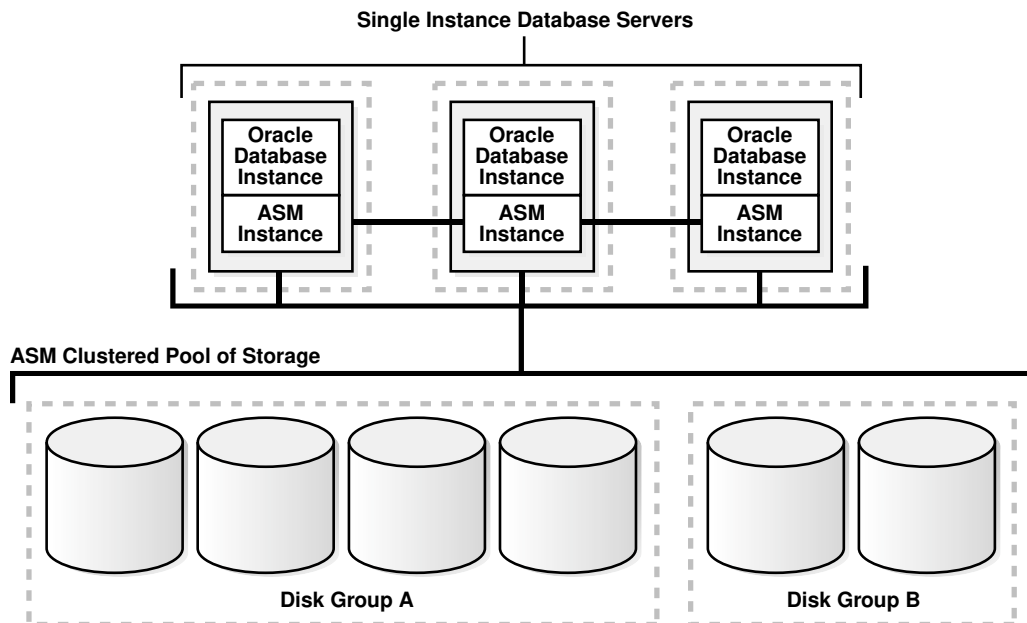 Single Instance Database Servers
Oracle
Database
Instance
ASM
Instance
Oracle
Database
Instance
ASM
Instance
Oracle
Database
Instance
ASM
Instance
ASM Clustered Pool of Storage
Disk Group A
Disk Group B